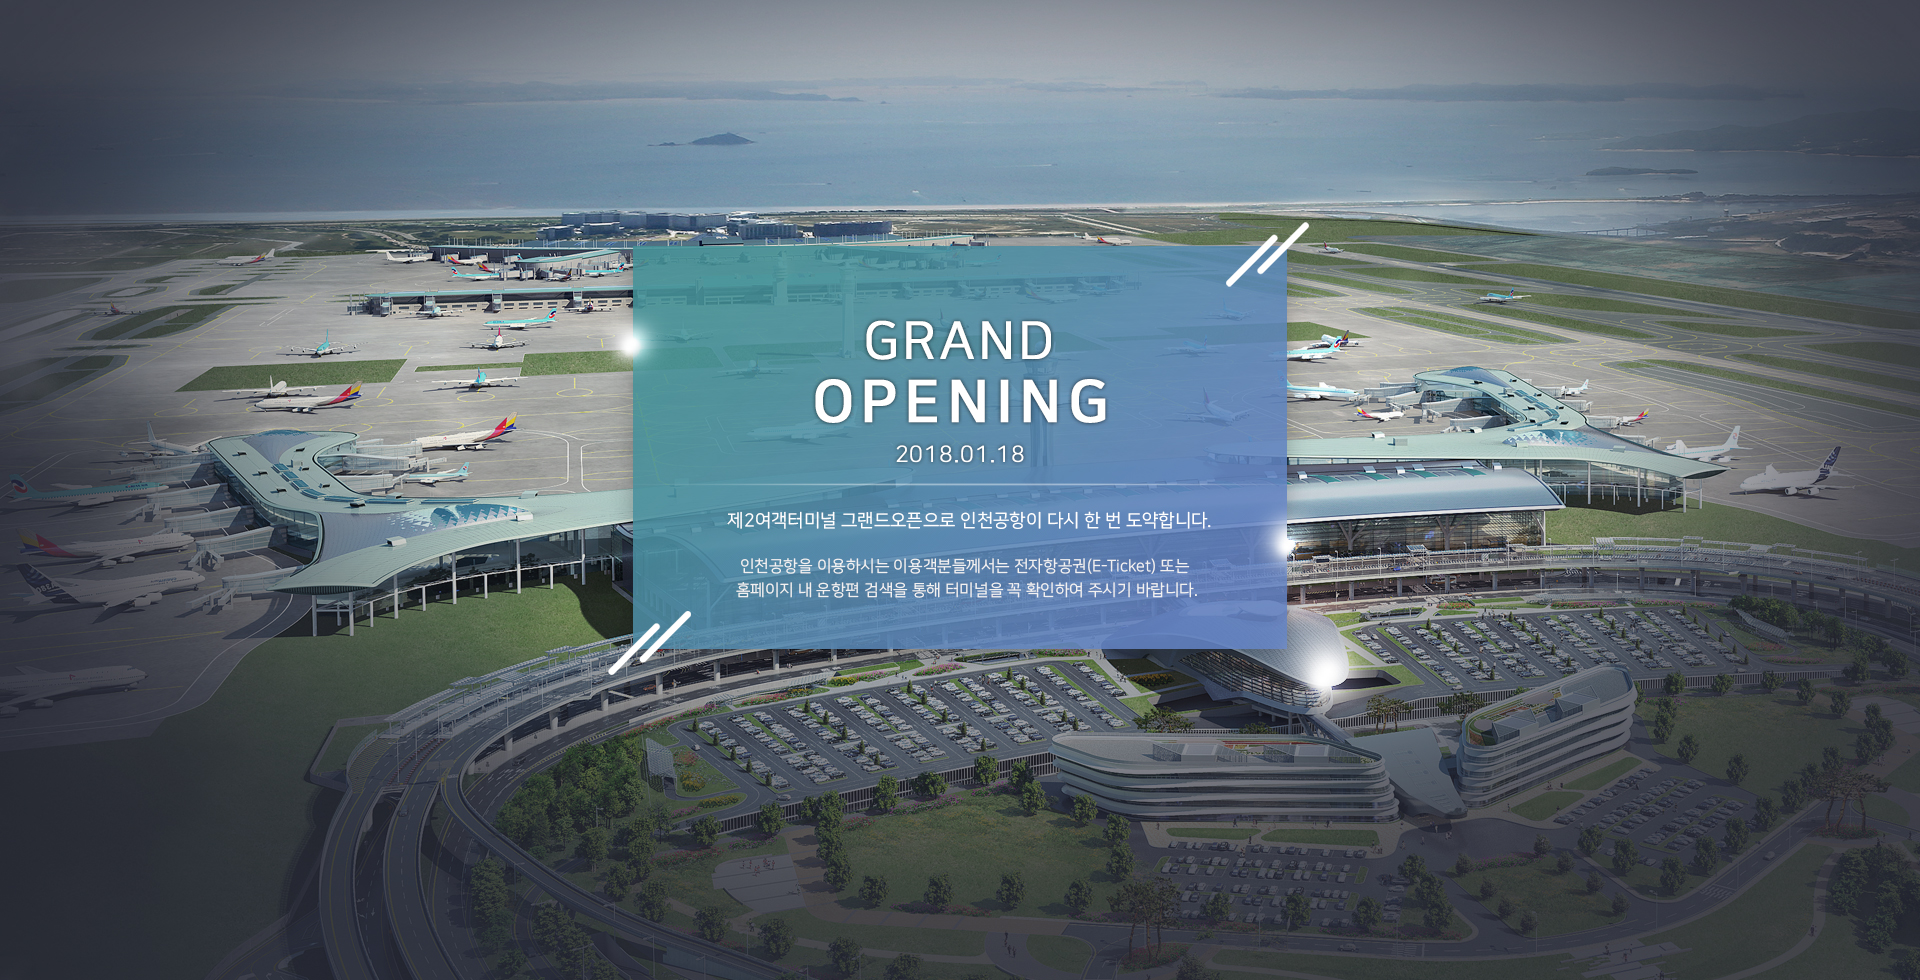 GRAND
OPENING
2018.01.18
제2여객터미널 그랜드오픈으로 인천공항이 다시 한 번 도약합니다.
인천공항을 이용하시는 이용객분들께서는 전자항공권(E-Ticket) 또는
홈페이지 내 운항편 검색을 통해 터미널을 꼭 확인하여 주시기 바랍니다.